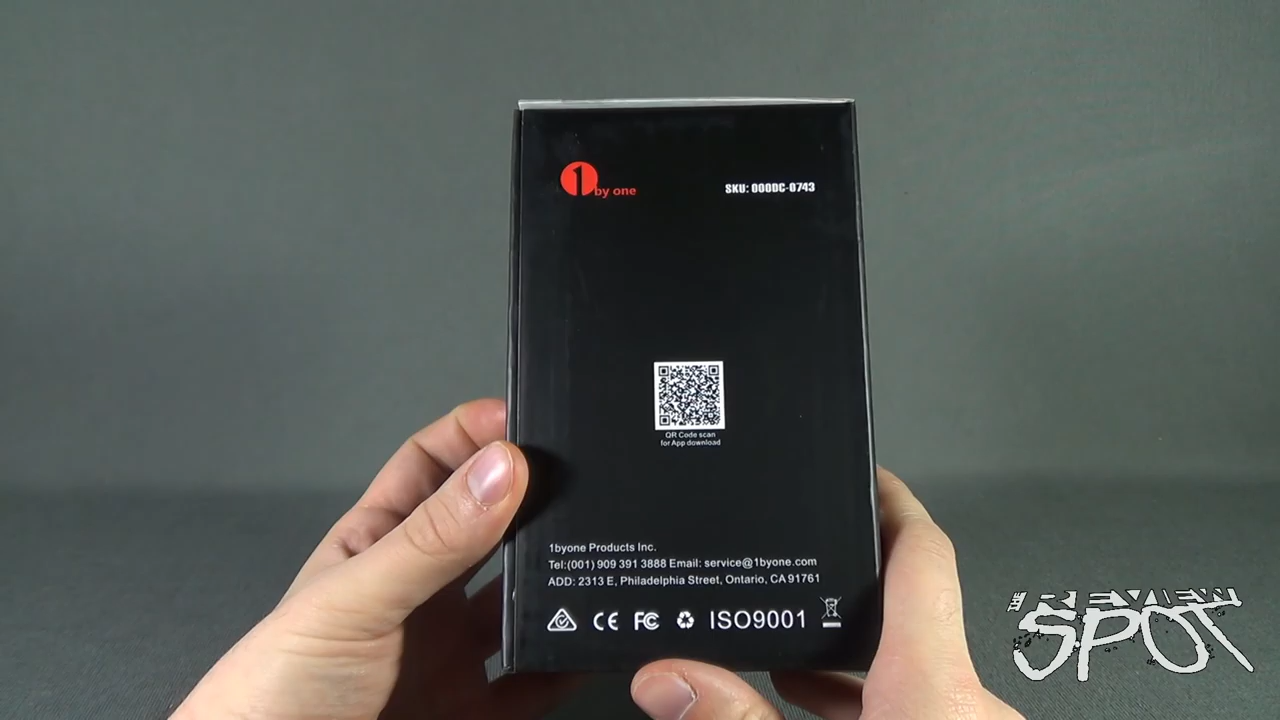 1 by one
SKU: 000DC-0743
QR Code scan
for App download
1byone Products Inc.
Tel:(001) 909 391 3888 Email: service@1byone.com
ADD: 2313 E, Philadelphia Street, Ontario, CA 91761
CE FC ISO9001
THE REVIEW
SPOT